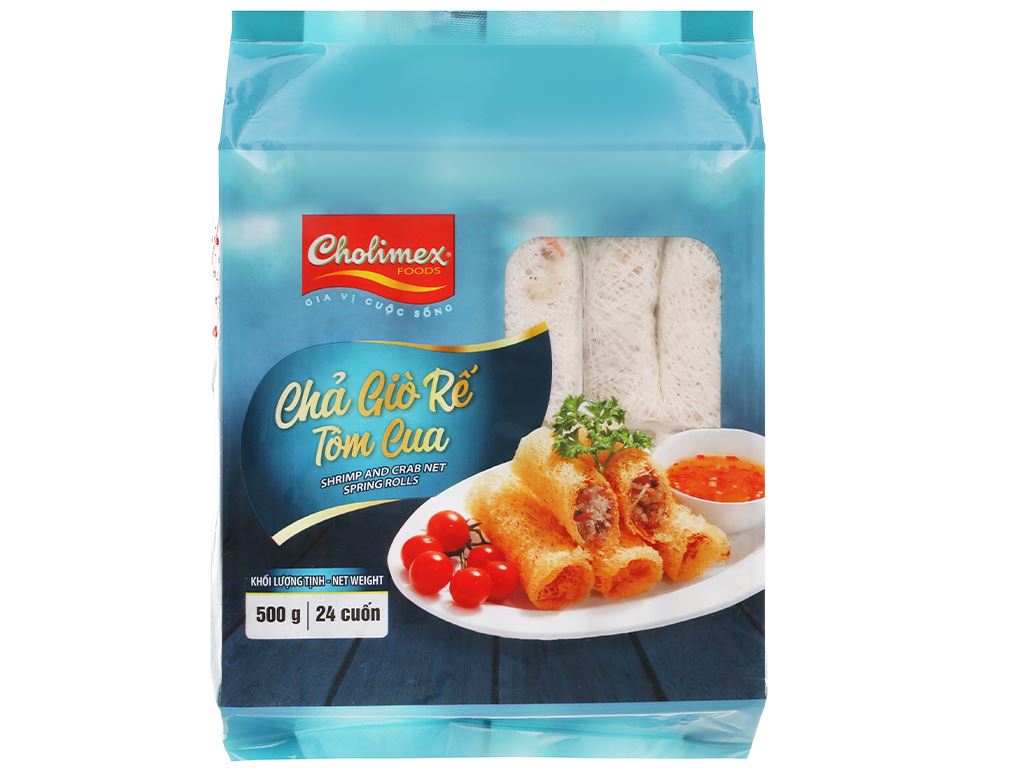 Cholimex®
FOODS
GIA VỊ CUỘC SỐNG
Chả Giò Rế
Tôm Cua
SHRIMP AND CRAB NET
SPRING ROLLS
KHỐI LƯỢNG TỊNH - NET WEIGHT
500 g | 24 cuốn